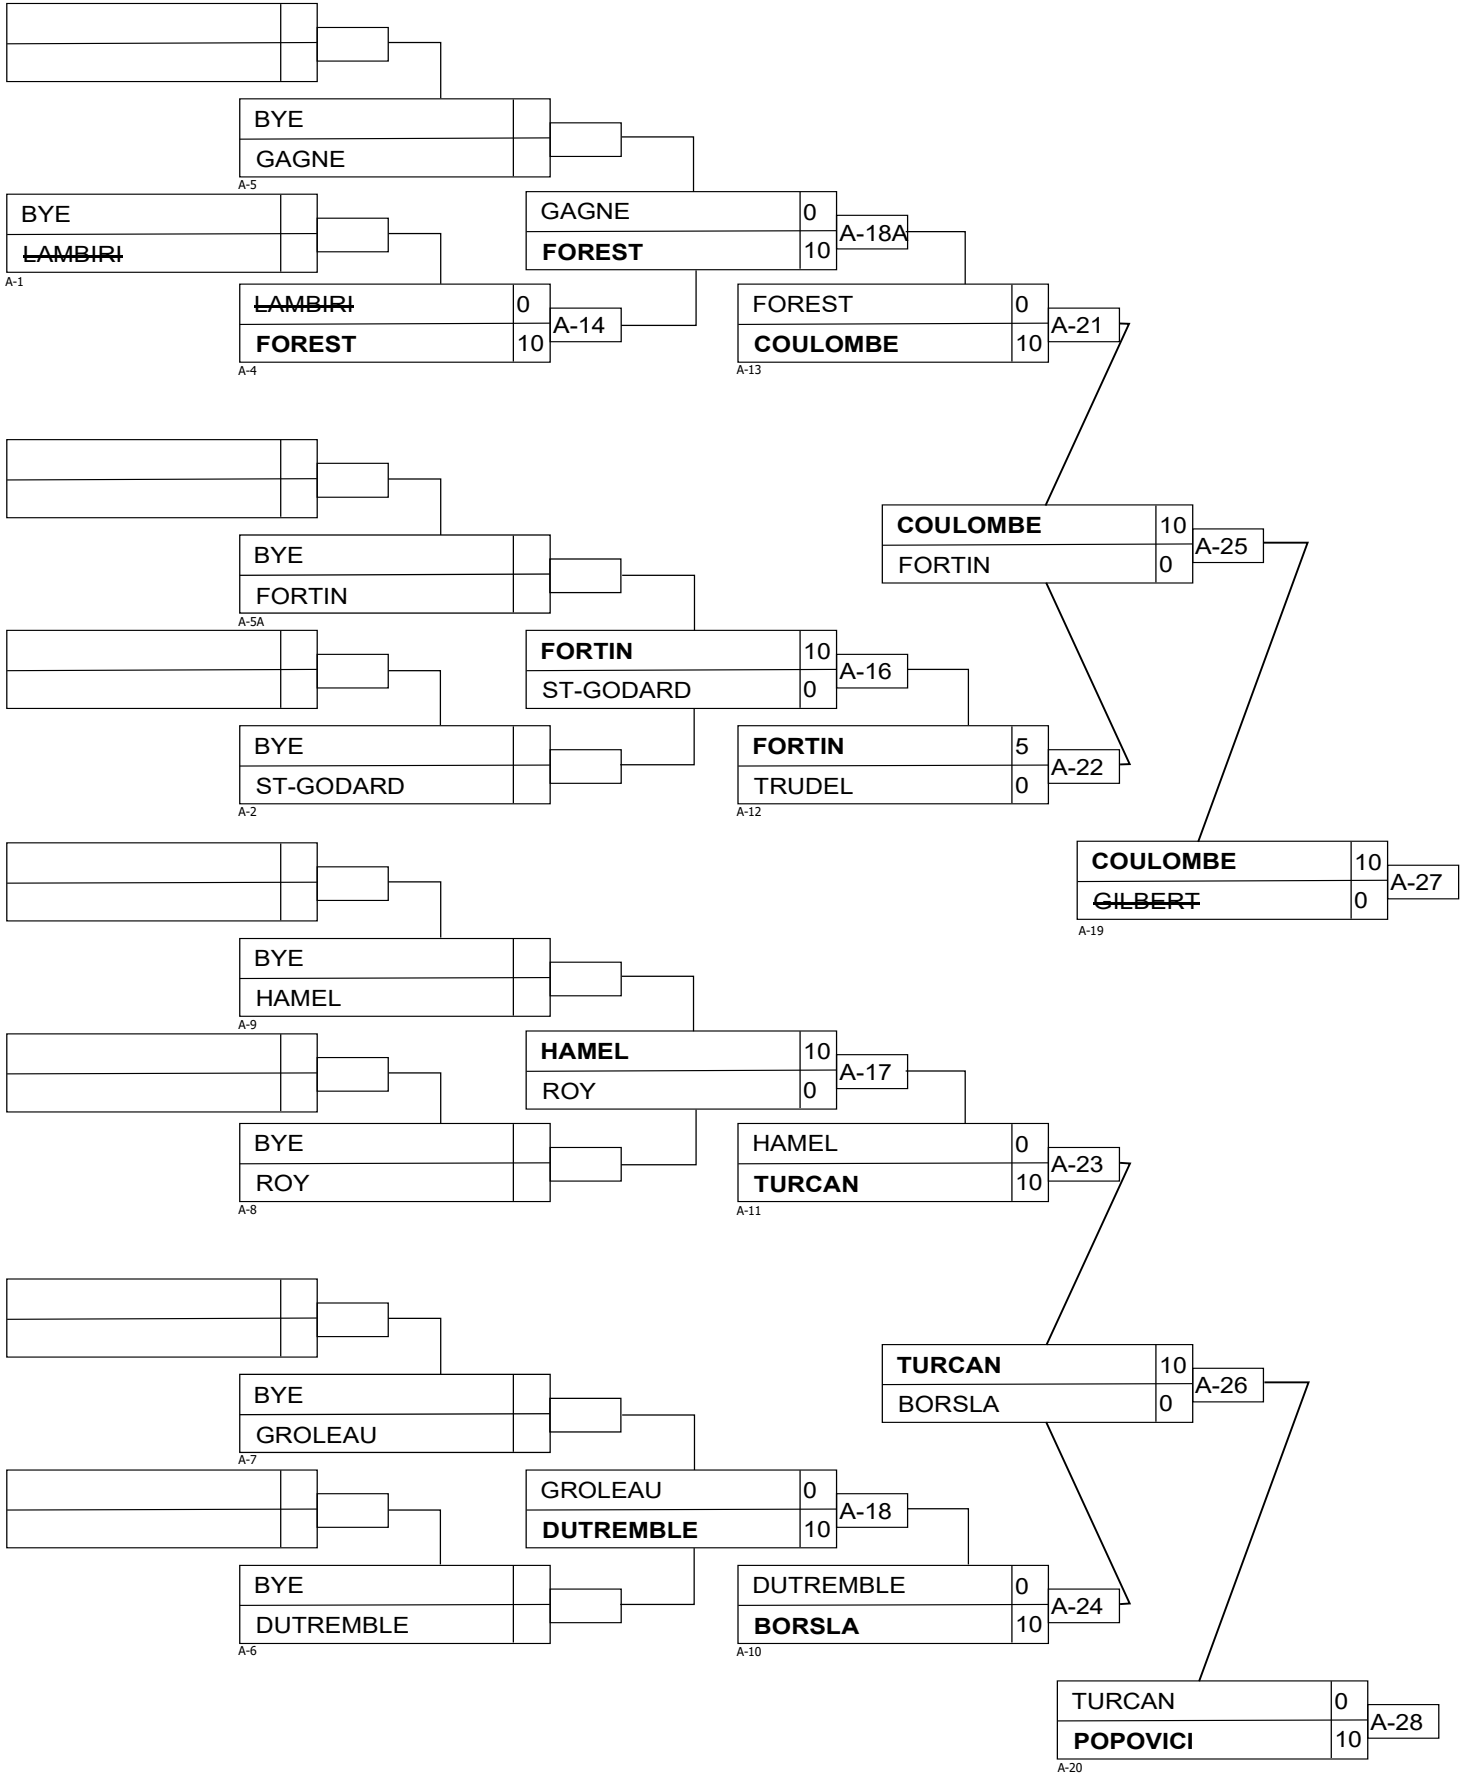 BYE
GAGNE
A-5
BYE
LAMBIRI
A-1
GAGNE 0
FOREST 10
A-18A
LAMBIRI 0
FOREST 10
A-14
A-4
FOREST 0
COULOMBE 10
A-21
A-13
COULOMBE 10
FORTIN 0
A-25
BYE
FORTIN
A-5A
FORTIN 10
ST-GODARD 0
A-16
BYE
ST-GODARD
A-2
FORTIN 5
TRUDEL 0
A-22
A-12
COULOMBE 10
GILBERT 0
A-27
A-19
BYE
HAMEL
A-9
HAMEL 10
ROY 0
A-17
BYE
ROY
A-8
HAMEL 0
TURCAN 10
A-23
A-11
TURCAN 10
BORSLA 0
A-26
BYE
GROLEAU
A-7
GROLEAU 0
DUTREMBLE 10
A-18
BYE
DUTREMBLE
A-6
DUTREMBLE 0
BORSLA 10
A-24
A-10
TURCAN 0
POPOVICI 10
A-28
A-20